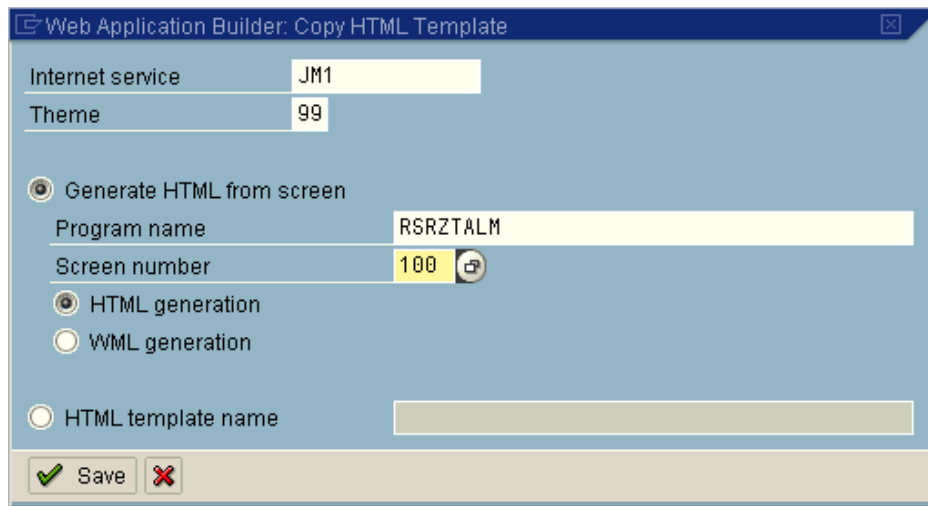 Web Application Builder: Copy HTML Template
Internet service JM1
Theme 99
Generate HTML from screen
Program name RSRZTALM
Screen number 100
HTML generation
WML generation
HTML template name
Save